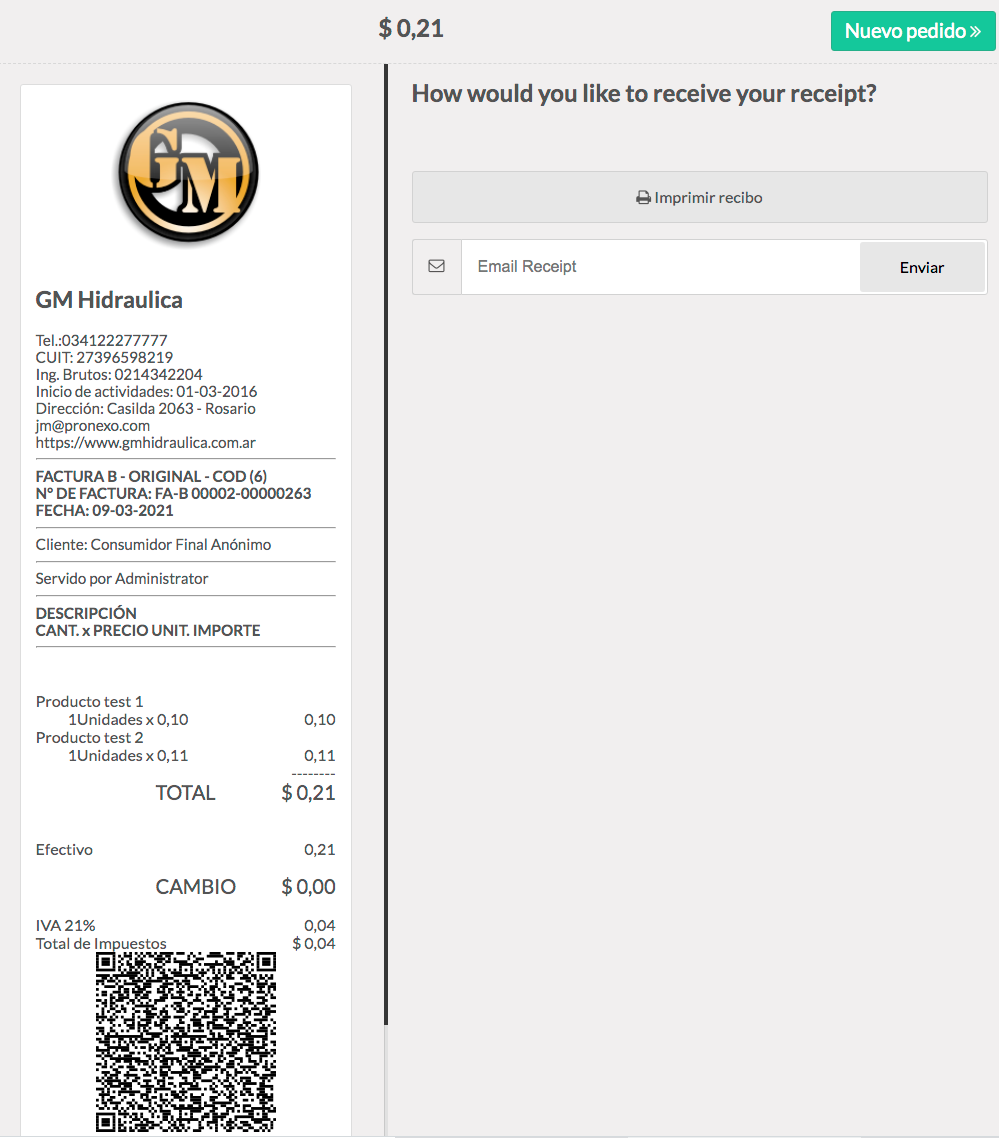 $ 0,21
Nuevo pedido »
GM
GM Hidraulica
Tel.:034122277777
CUIT: 27396598219
Ing. Brutos: 0214342204
Inicio de actividades: 01-03-2016
Dirección: Casilda 2063 - Rosario
jm@pronexo.com
https://www.gmhidraulica.com.ar
FACTURA B - ORIGINAL - COD (6)
N° DE FACTURA: FA-B 00002-00000263
FECHA: 09-03-2021
Cliente: Consumidor Final Anónimo
Servido por Administrator
DESCRIPCIÓN
CANT. x PRECIO UNIT. IMPORTE
Producto test 1
1Unidades x 0,10 0,10
Producto test 2
1Unidades x 0,11 0,11
--------
TOTAL $ 0,21
Efectivo 0,21
CAMBIO $ 0,00
IVA 21% 0,04
Total de Impuestos $ 0,04
How would you like to receive your receipt?
Imprimir recibo
Email Receipt Enviar